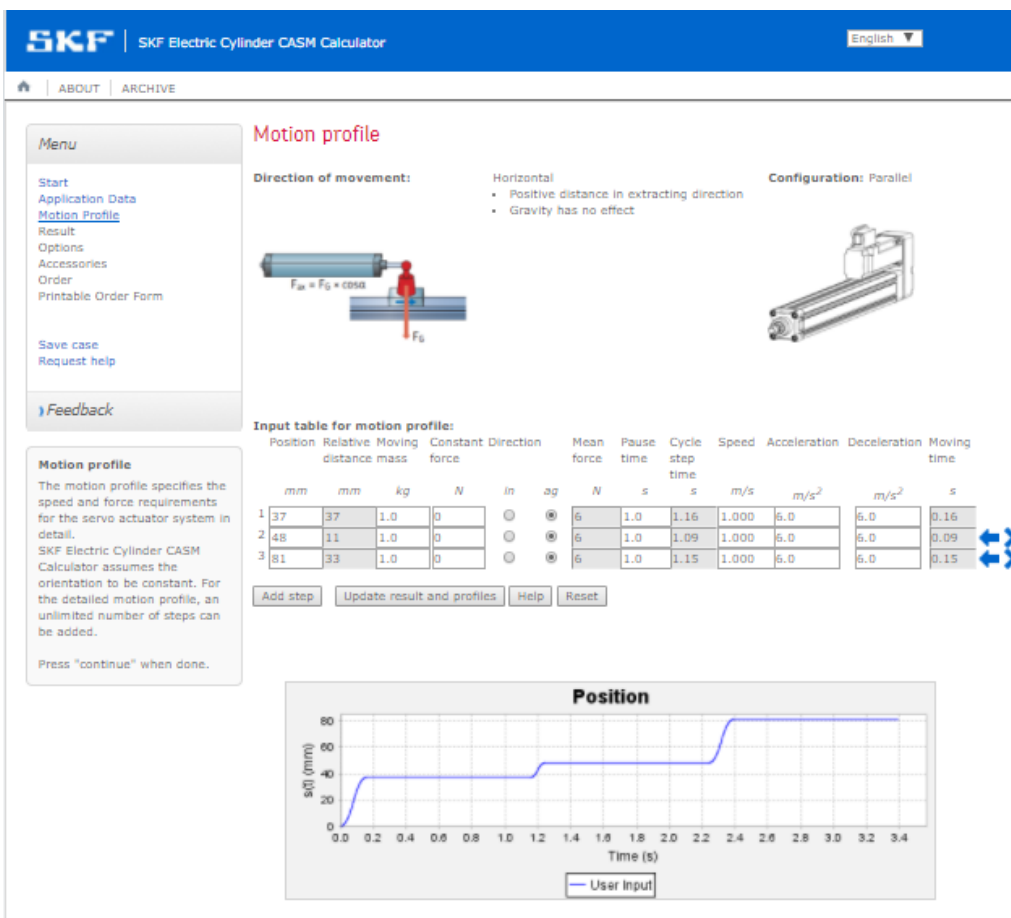 SKF | SKF Electric Cylinder CASM Calculator
English ▼
ABOUT | ARCHIVE
Menu
Start
Application Data
Motion Profile
Result
Options
Accessories
Order
Printable Order Form
Save case
Request help
Feedback
Motion profile
The motion profile specifies the
speed and force requirements
for the servo actuator system in
detail.
SKF Electric Cylinder CASM
Calculator assumes the
orientation to be constant. For
the detailed motion profile, an
unlimited number of steps can
be added.
Press "continue" when done.
Motion profile
Direction of movement: Horizontal
• Positive distance in extracting direction
• Gravity has no effect
Configuration: Parallel
Fax = FG * cosα
FG
Input table for motion profile:
Position Relative Moving Constant Direction Mean Pause Cycle Speed Acceleration Deceleration Moving
distance mass force force time step time
time
mm mm kg N in ag N s s m/s m/s² m/s² s
1 37 37 1.0 0 6 1.0 1.16 1.000 6.0 6.0 0.16
2 48 11 1.0 0 6 1.0 1.09 1.000 6.0 6.0 0.09
3 81 33 1.0 0 6 1.0 1.15 1.000 6.0 6.0 0.15
Add step Update result and profiles Help Reset
Position
s(t) (mm)
80
60
40
20
0
0.0 0.2 0.4 0.6 0.8 1.0 1.2 1.4 1.6 1.8 2.0 2.2 2.4 2.6 2.8 3.0 3.2 3.4
Time (s)
User Input